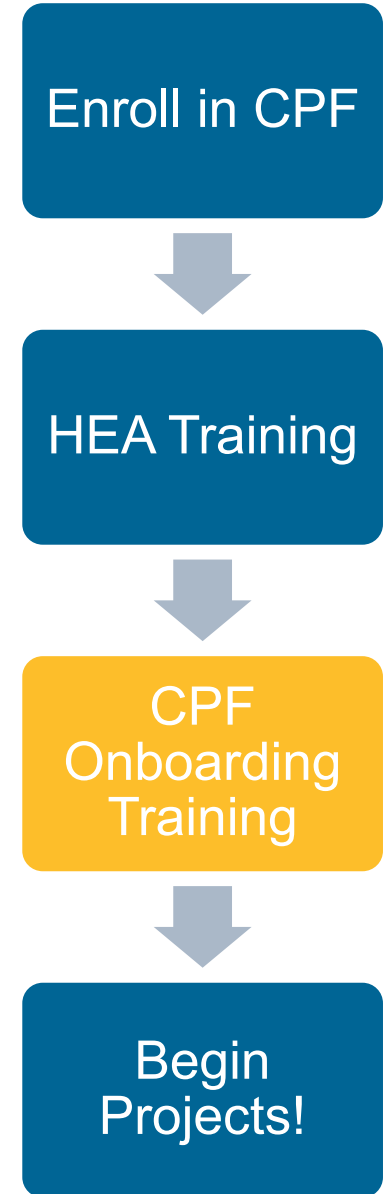 Enroll in CPF
HEA Training
CPF
Onboarding
Training
Begin
Projects!